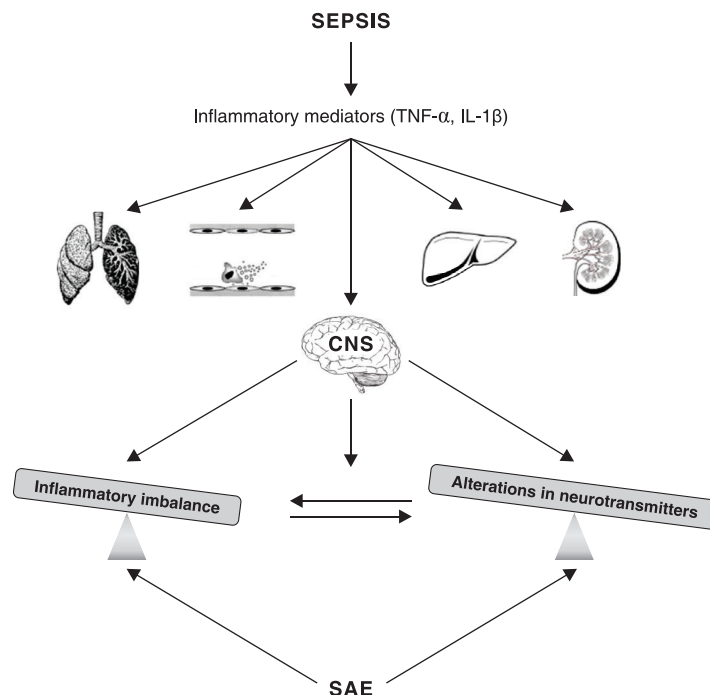 SEPSIS
Inflammatory mediators (TNF-α, IL-1β)
CNS
Inflammatory imbalance
Alterations in neurotransmitters
SAE